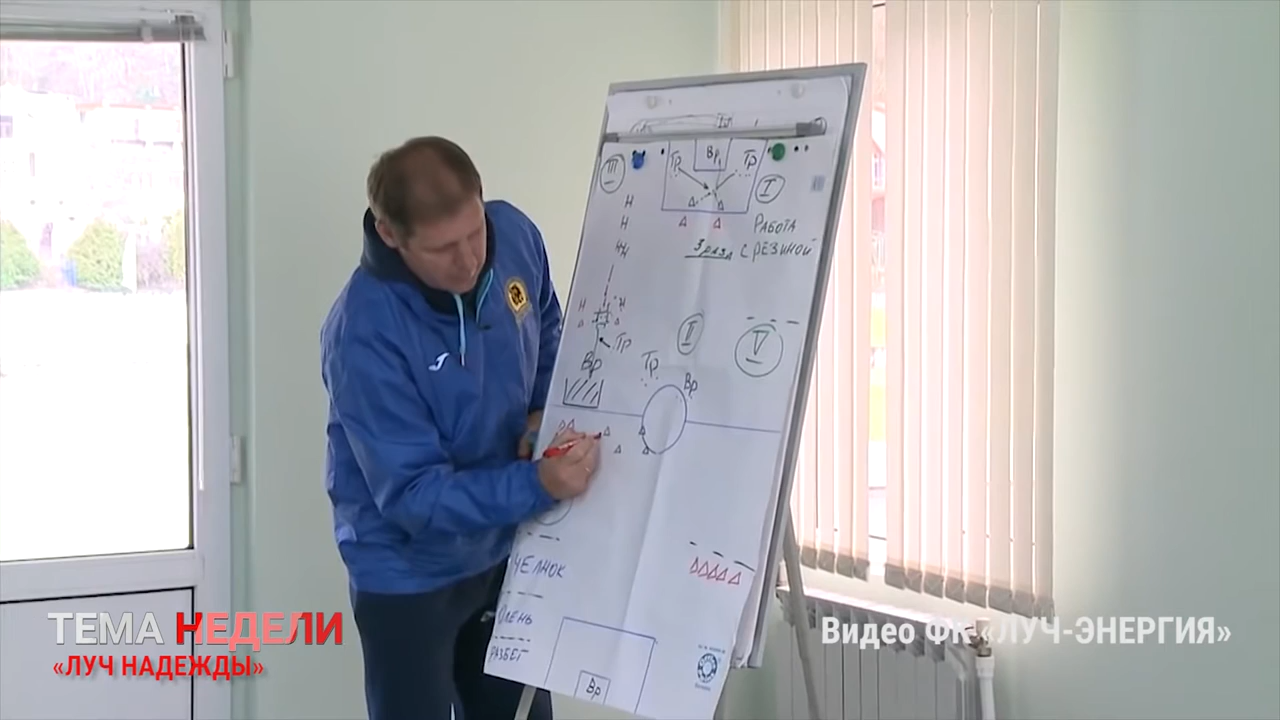 III
Тр
Вр₁
Тр
I
Н
Н
РАБОТА
3 РАЗА С РЕЗИНОЙ
Н
Н
Тр
II
V
Вр
Тр
Вр
ЧЕЛНОК
ОЛЕНЬ
РАЗБЕГ
Вр
ТЕМА НЕДЕЛИ
«ЛУЧ НАДЕЖДЫ»
Видео ФК «ЛУЧ-ЭНЕРГИЯ»